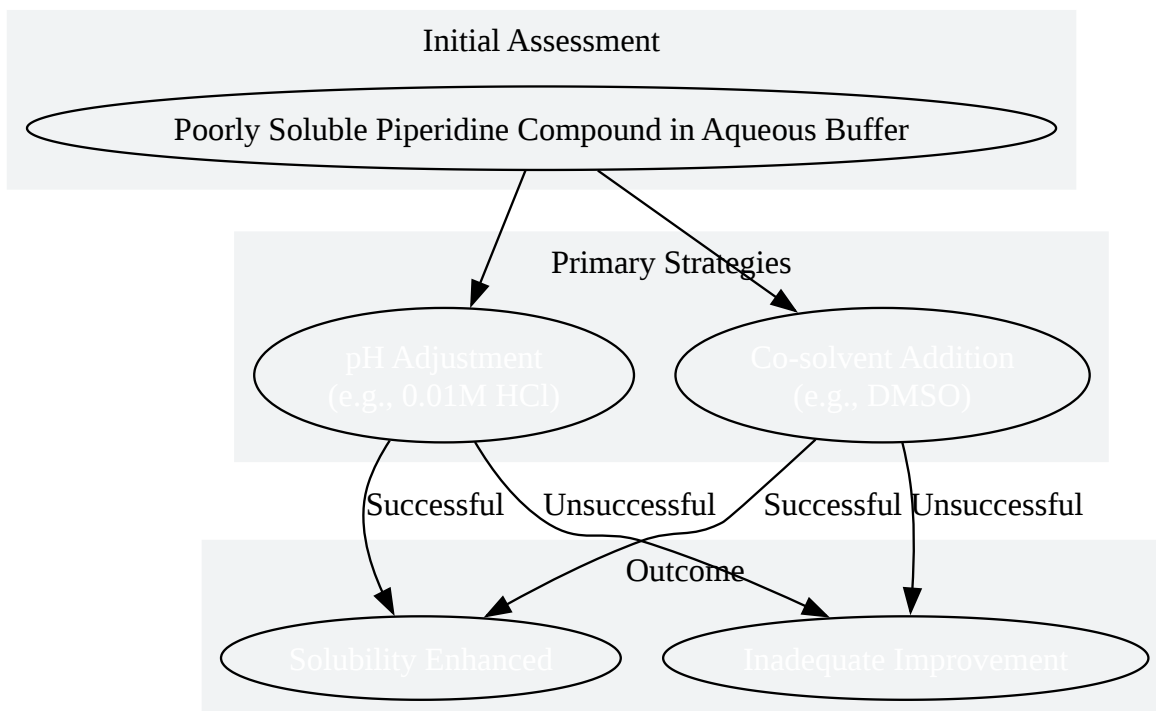 Initial Assessment
Poorly Soluble Piperidine Compound in Aqueous Buffer
Primary Strategies
pH Adjustment
(e.g., 0.01M HCl)
Co-solvent Addition
(e.g., DMSO)
Successful
Unsuccessful
Successful
Unsuccessful
Outcome
Solubility Enhanced
Inadequate Improvement